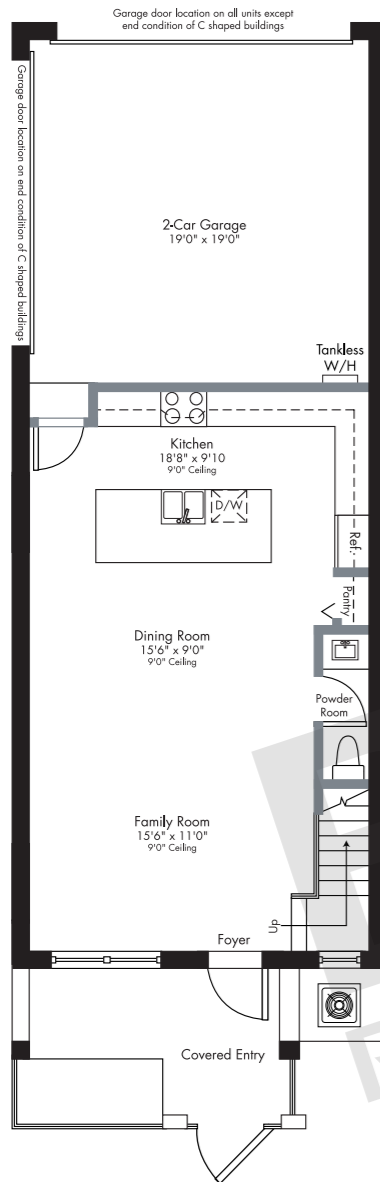 Garage door location on all units except
end condition of C shaped buildings
Garage door location on end condition of C shaped buildings
2-Car Garage
19'0" x 19'0"
Tankless
W/H
Kitchen
18'8" x 9'10
9'0" Ceiling
D/W
Ref.
Pantry
Dining Room
15'6" x 9'0"
9'0" Ceiling
Powder
Room
Family Room
15'6" x 11'0"
9'0" Ceiling
Up
Foyer
Covered Entry